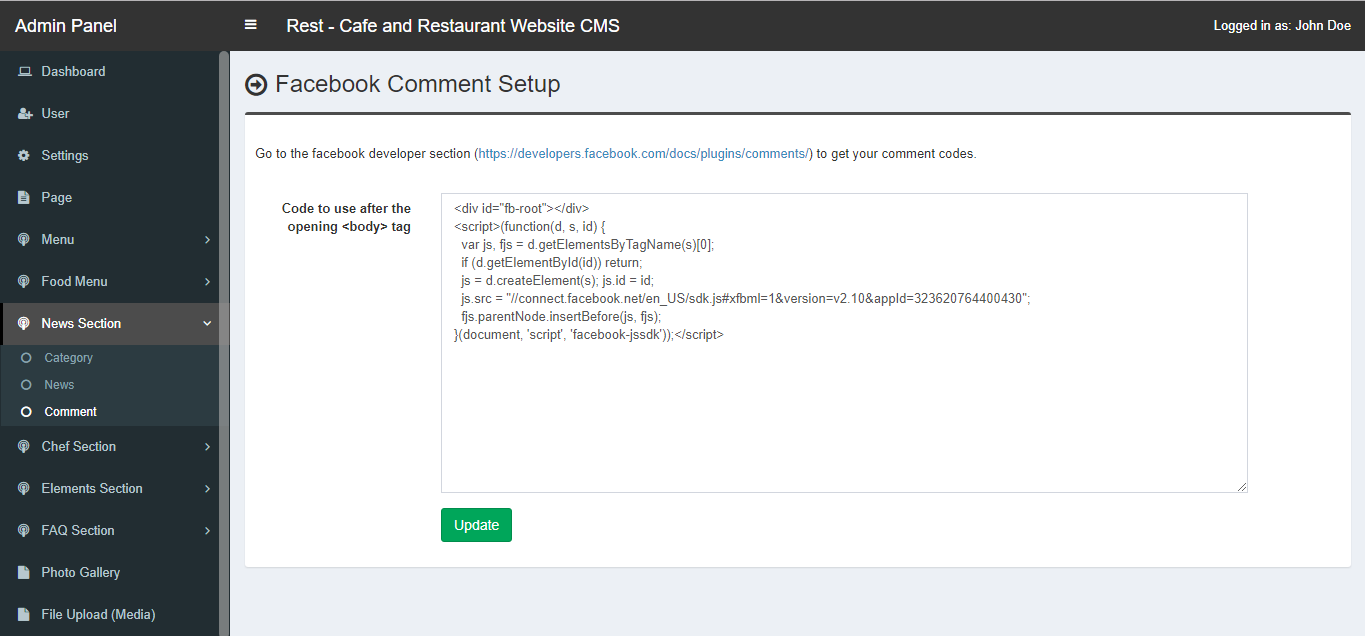 Admin Panel
Rest - Cafe and Restaurant Website CMS
Logged in as: John Doe
Dashboard
User
Settings
Page
Menu
Food Menu
News Section
Category
News
Comment
Chef Section
Elements Section
FAQ Section
Photo Gallery
File Upload (Media)
Facebook Comment Setup
Go to the facebook developer section (https://developers.facebook.com/docs/plugins/comments/) to get your comment codes.
Code to use after the
opening <body> tag
<div id="fb-root"></div>
<script>(function(d, s, id) {
  var js, fjs = d.getElementsByTagName(s)[0];
  if (d.getElementById(id)) return;
  js = d.createElement(s); js.id = id;
  js.src = "//connect.facebook.net/en_US/sdk.js#xfbml=1&version=v2.10&appId=323620764400430";
  fjs.parentNode.insertBefore(js, fjs);
}(document, 'script', 'facebook-jssdk'));</script>
Update